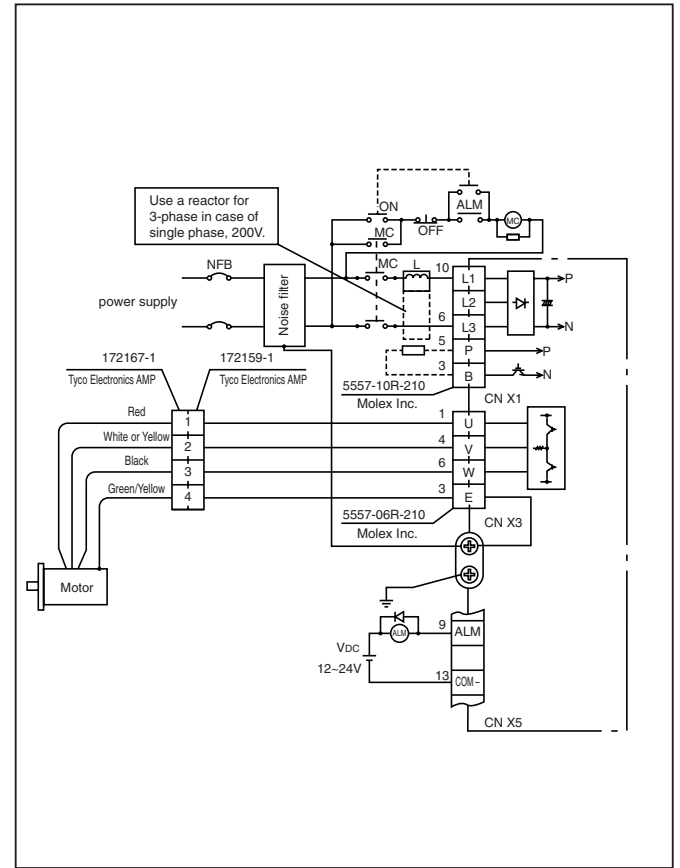 Use a reactor for
3-phase in case of
single phase, 200V.
ON
ALM
MC
OFF
MC
NFB
MC
L
10
L1
P
power supply
Noise filter
L2
6
L3
N
5
P
P
3
B
N
172167-1
172159-1
Tyco Electronics AMP
Tyco Electronics AMP
5557-10R-210
Molex Inc.
CN X1
Red
1
1
U
White or Yellow
2
4
V
Black
3
6
W
Green/Yellow
4
3
E
5557-06R-210
Molex Inc.
CN X3
Motor
VDC
12~24V
ALM
9
ALM
13
COM –
CN X5